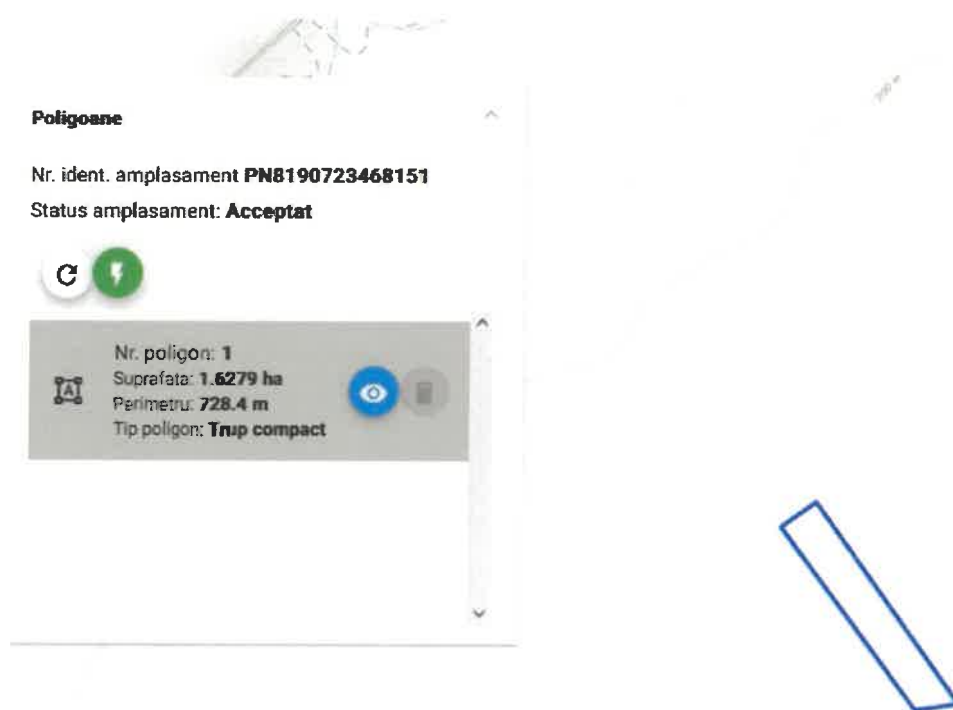 Poligoane
Nr. ident. amplasament PN8190723468151
Status amplasament: Acceptat
Nr. poligon: 1
Suprafata: 1.6279 ha
Perimetru: 728.4 m
Tip poligon: Trup compact